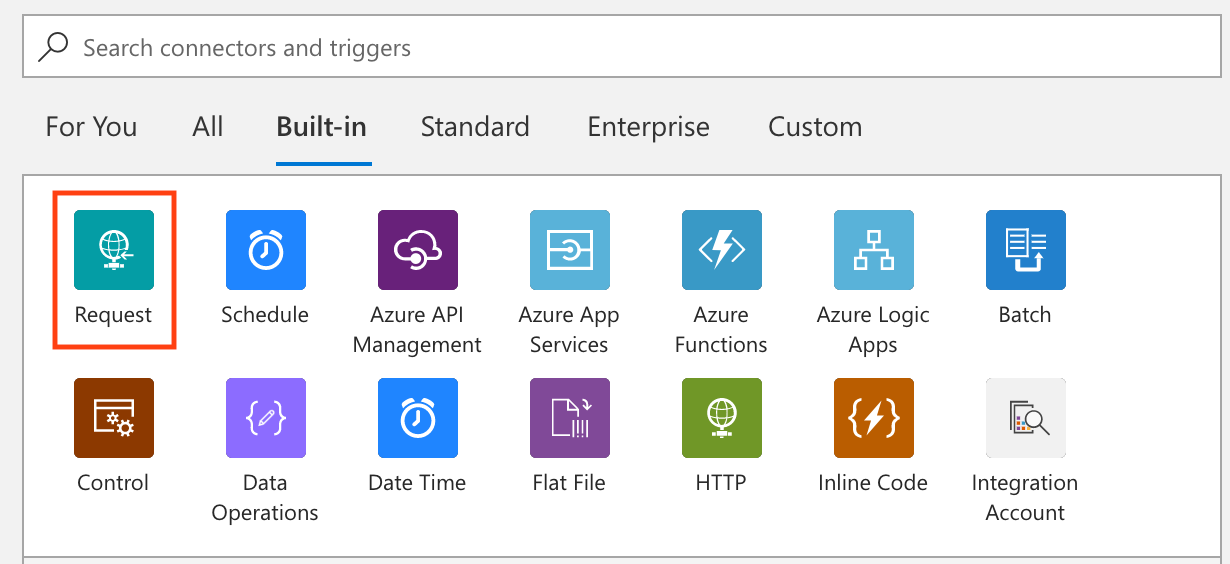 Search connectors and triggers
For You All Built-in Standard Enterprise Custom
Request Schedule Azure API Management Azure App Services Azure Functions Azure Logic Apps Batch
Control Data Operations Date Time Flat File HTTP Inline Code Integration Account